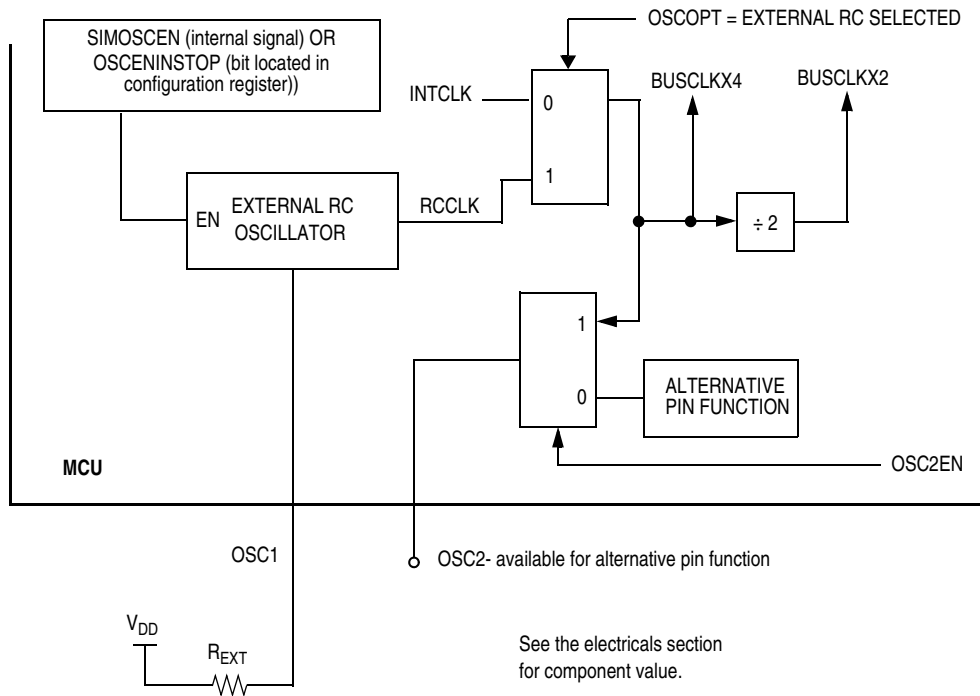 OSCOPT = EXTERNAL RC SELECTED
SIMOSCEN (internal signal) OR
OSCENINSTOP (bit located in
configuration register))
BUSCLKX4
BUSCLKX2
INTCLK
0
1
EN
EXTERNAL RC
OSCILLATOR
RCCLK
÷ 2
1
0
ALTERNATIVE
PIN FUNCTION
MCU
OSC2EN
OSC1
OSC2- available for alternative pin function
VDD
REXT
See the electricals section
for component value.